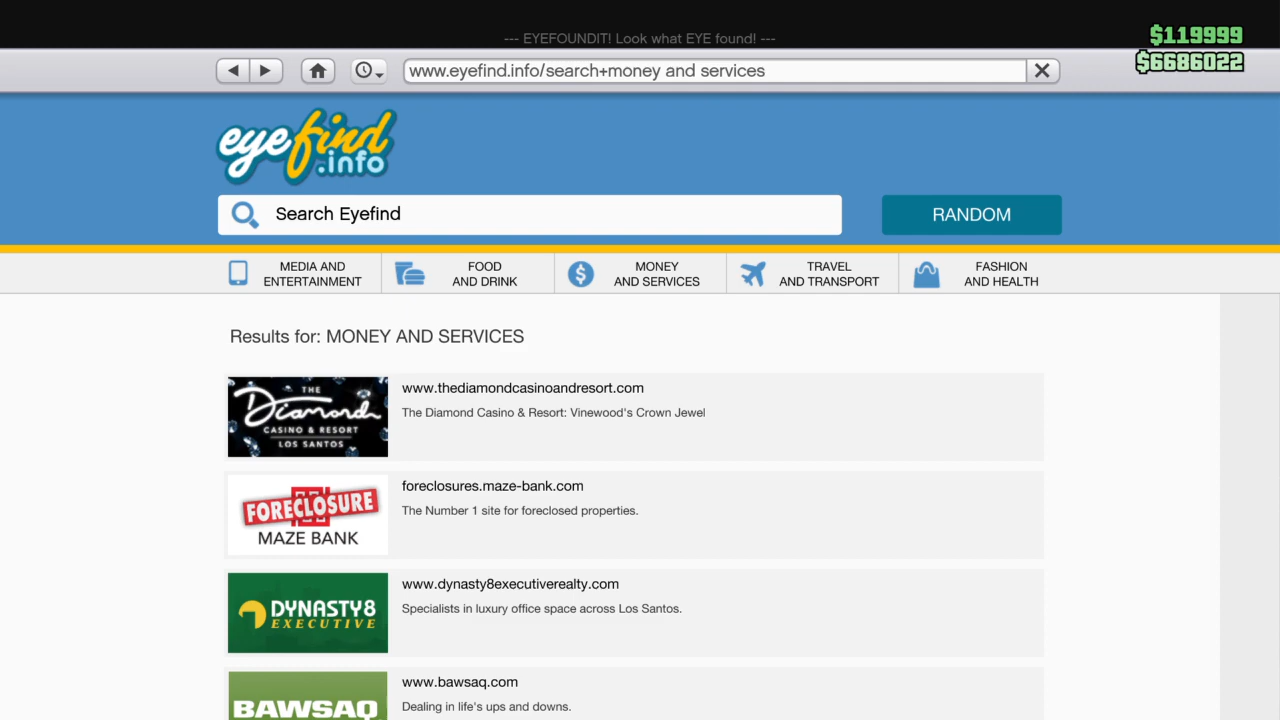 --- EYEFOUNDIT! Look what EYE found! ---
$119999
$6686022
www.eyefind.info/search+money and services
eyefind
.info
Search Eyefind
RANDOM
MEDIA AND
ENTERTAINMENT
FOOD
AND DRINK
MONEY
AND SERVICES
TRAVEL
AND TRANSPORT
FASHION
AND HEALTH
Results for: MONEY AND SERVICES
THE
Diamond
CASINO & RESORT
LOS SANTOS
www.thediamondcasinoandresort.com
The Diamond Casino & Resort: Vinewood's Crown Jewel
FORECLOSURE
MAZE BANK
foreclosures.maze-bank.com
The Number 1 site for foreclosed properties.
DYNASTY8
EXECUTIVE
www.dynasty8executiverealty.com
Specialists in luxury office space across Los Santos.
BAWSAQ
www.bawsaq.com
Dealing in life's ups and downs.